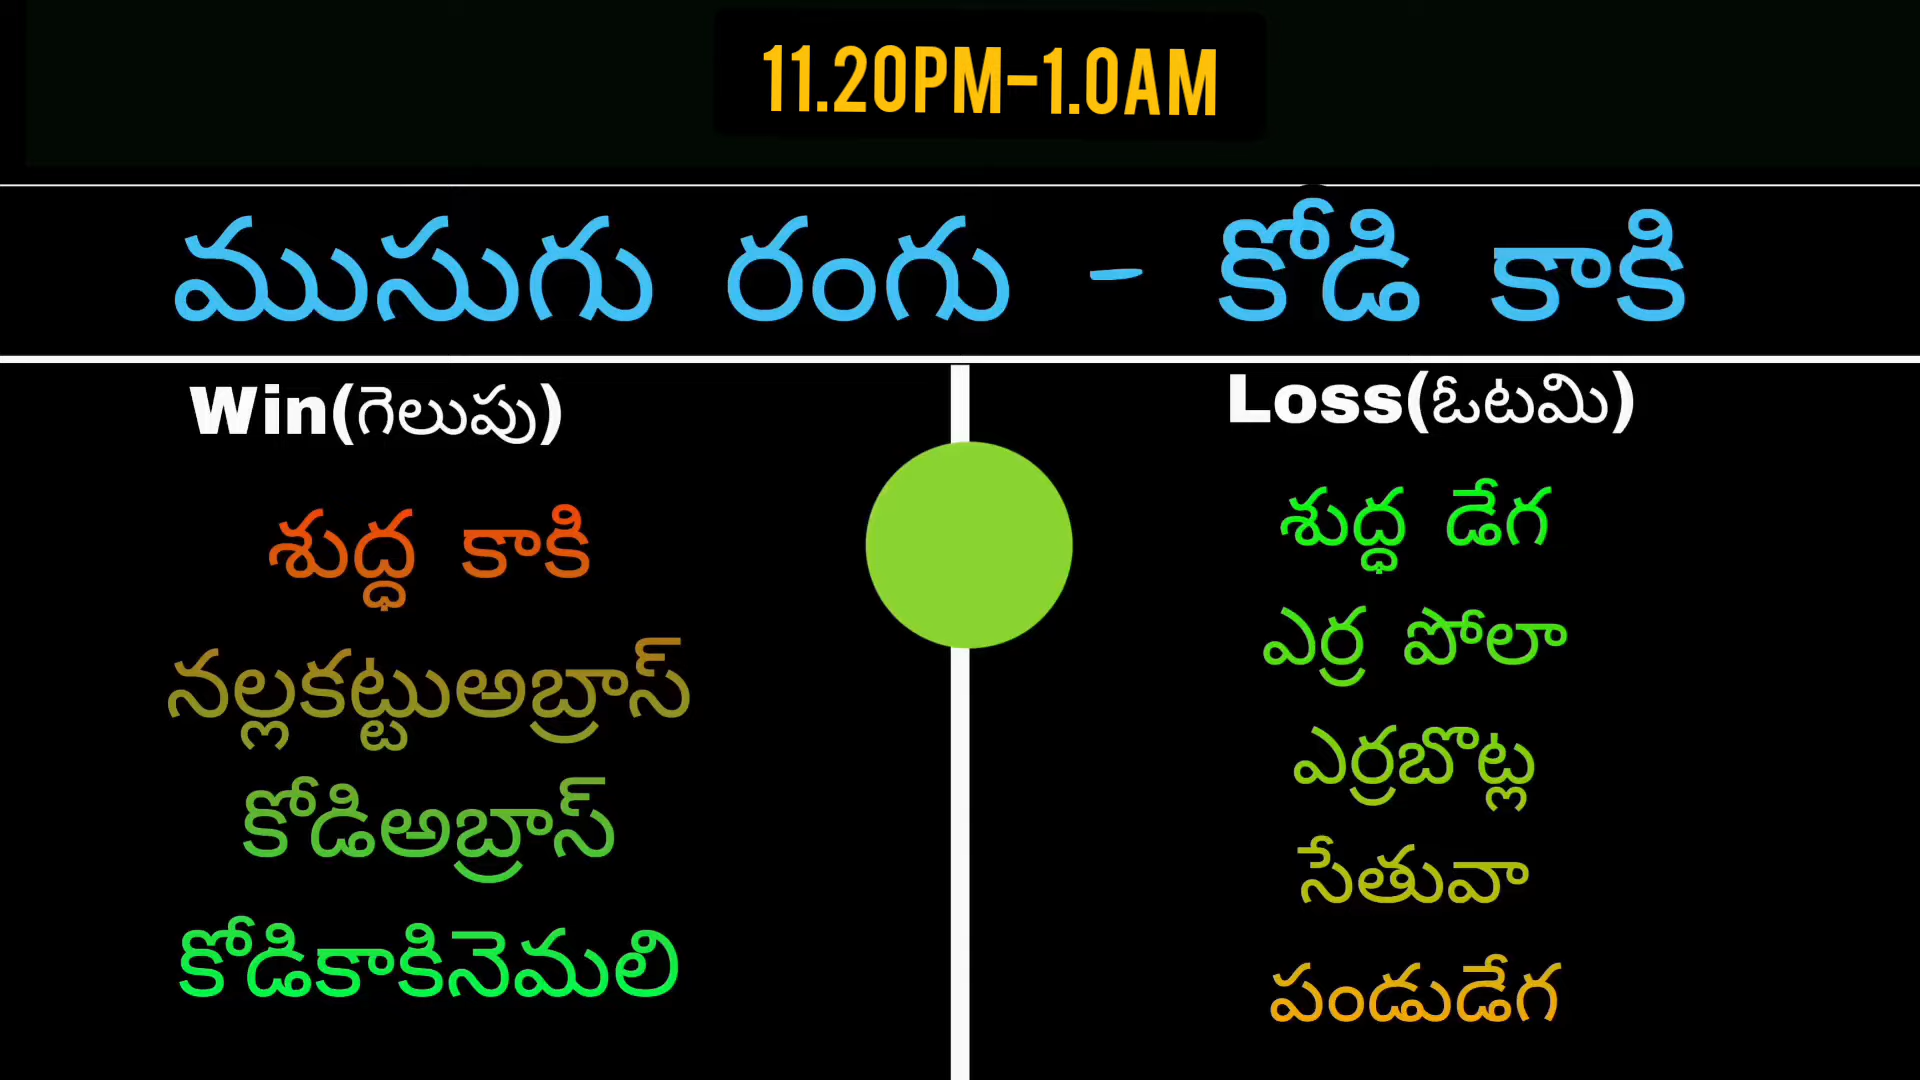 11.20PM-1.0AM
ముసుగు రంగు - కోడి కాకి
Win(గెలుపు)
శుద్ధ కాకి
నల్లకట్టుఅబ్రాస్
కోడిఅబ్రాస్
కోడికాకినెమలి
Loss(ఓటమి)
శుద్ధ డేగ
ఎర్ర పోలా
ఎర్రబొట్ల
సేతువా
పండుడేగ